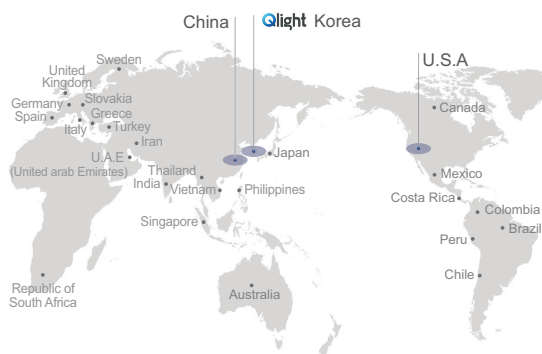 China
Qlight Korea
U.S.A
Sweden
United
Kingdom
Germany
Slovakia
Spain
Greece
Italy
Turkey
Iran
U.A.E
(United arab Emirates)
India
Thailand
Vietnam
Philippines
Japan
Singapore
Republic of
South Africa
Australia
Canada
Mexico
Costa Rica
Colombia
Brazil
Peru
Chile